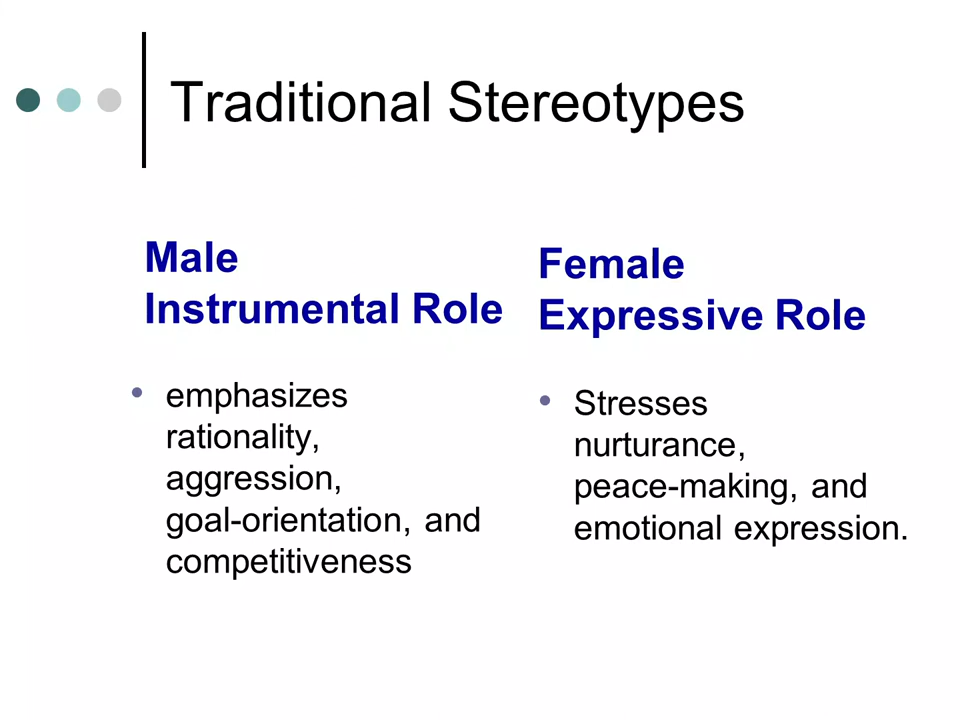 Traditional Stereotypes
Male
Instrumental Role
• emphasizes
rationality,
aggression,
goal-orientation, and
competitiveness
Female
Expressive Role
• Stresses
nurturance,
peace-making, and
emotional expression.